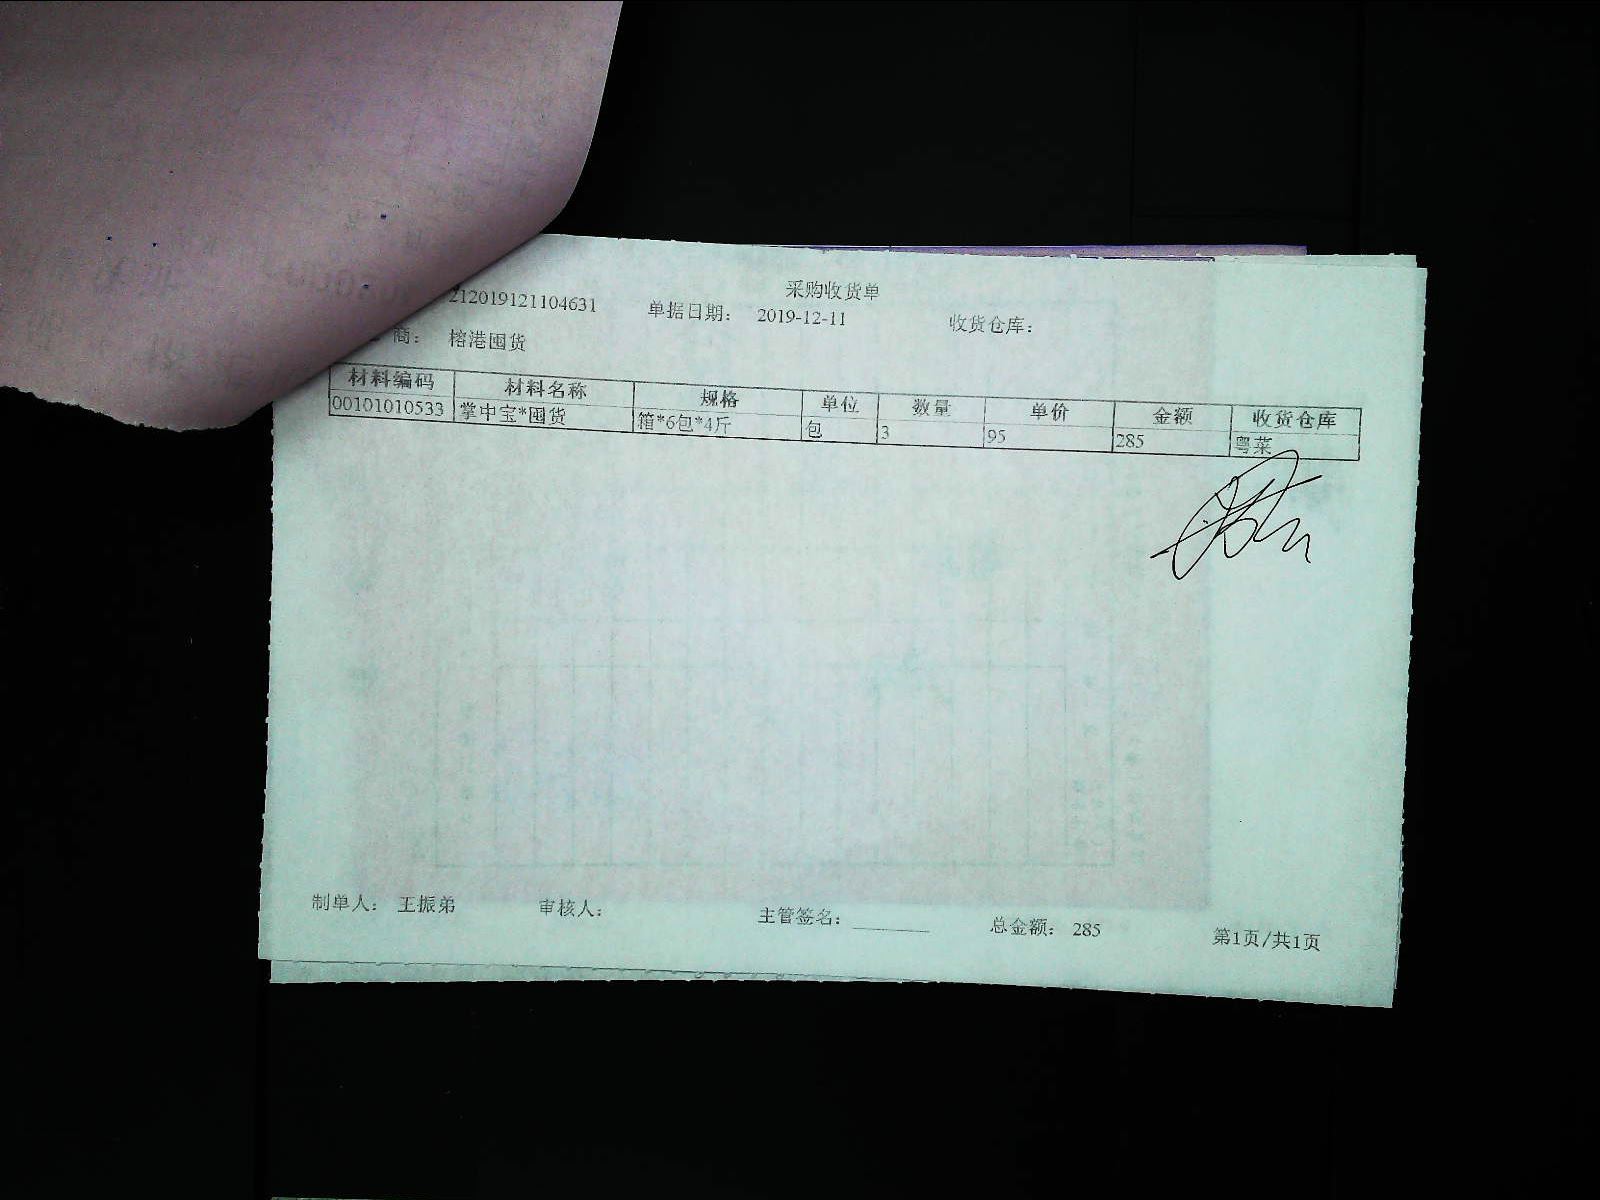 采购收货单
212019121104631 单据日期： 2019-12-11 收货仓库：
商： 榕港囤货
材料编码 材料名称 规格 单位 数量 单价 金额 收货仓库
00101010533 掌中宝*囤货 箱*6包*4斤 包 3 95 285 粤菜
制单人： 王振弟 审核人： 主管签名： 总金额： 285 第1页/共1页